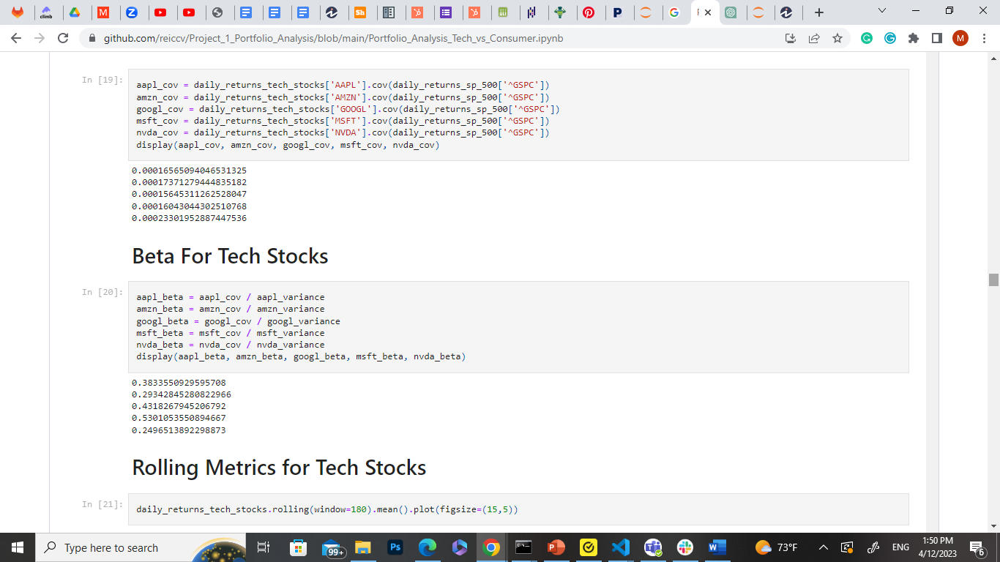 github.com/reiccv/Project_1_Portfolio_Analysis/blob/main/Portfolio_Analysis_Tech_vs_Consumer.ipynb
M
In [19]:
aapl_cov = daily_returns_tech_stocks['AAPL'].cov(daily_returns_sp_500['^GSPC'])
amzn_cov = daily_returns_tech_stocks['AMZN'].cov(daily_returns_sp_500['^GSPC'])
googl_cov = daily_returns_tech_stocks['GOOGL'].cov(daily_returns_sp_500['^GSPC'])
msft_cov = daily_returns_tech_stocks['MSFT'].cov(daily_returns_sp_500['^GSPC'])
nvda_cov = daily_returns_tech_stocks['NVDA'].cov(daily_returns_sp_500['^GSPC'])
display(aapl_cov, amzn_cov, googl_cov, msft_cov, nvda_cov)
0.00016565094046531325
0.00017371279444835182
0.00015645311262528047
0.00016043044302510768
0.00023301952887447536
Beta For Tech Stocks
In [20]:
aapl_beta = aapl_cov / aapl_variance
amzn_beta = amzn_cov / amzn_variance
googl_beta = googl_cov / googl_variance
msft_beta = msft_cov / msft_variance
nvda_beta = nvda_cov / nvda_variance
display(aapl_beta, amzn_beta, googl_beta, msft_beta, nvda_beta)
0.3833550929595708
0.29342845280822966
0.4318267945206792
0.5301053550894667
0.2496513892298873
Rolling Metrics for Tech Stocks
In [21]:
daily_returns_tech_stocks.rolling(window=180).mean().plot(figsize=(15,5))
Type here to search
99+
73°F
ENG
1:50 PM
4/12/2023
6